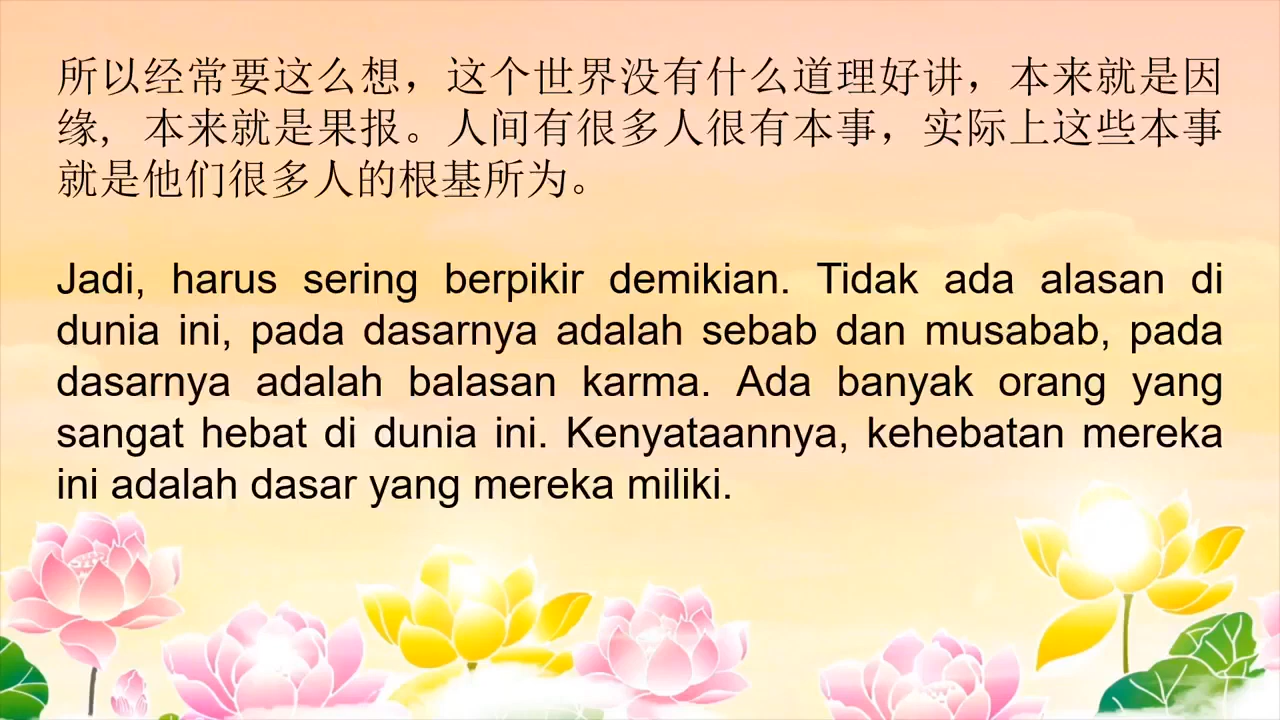 所以经常要这么想，这个世界没有什么道理好讲，本来就是因
缘, 本来就是果报。人间有很多人很有本事，实际上这些本事
就是他们很多人的根基所为。
Jadi, harus sering berpikir demikian. Tidak ada alasan di
dunia ini, pada dasarnya adalah sebab dan musabab, pada
dasarnya adalah balasan karma. Ada banyak orang yang
sangat hebat di dunia ini. Kenyataannya, kehebatan mereka
ini adalah dasar yang mereka miliki.